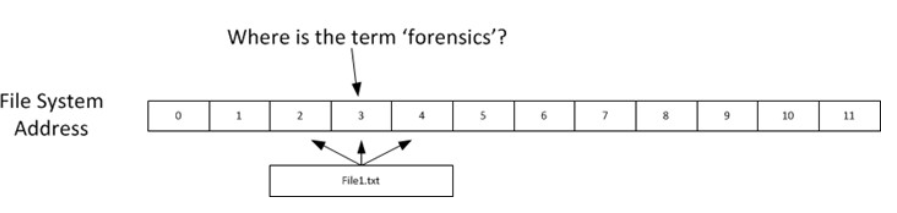 Where is the term ‘forensics’?
File System
Address
0 1 2 3 4 5 6 7 8 9 10 11
File1.txt